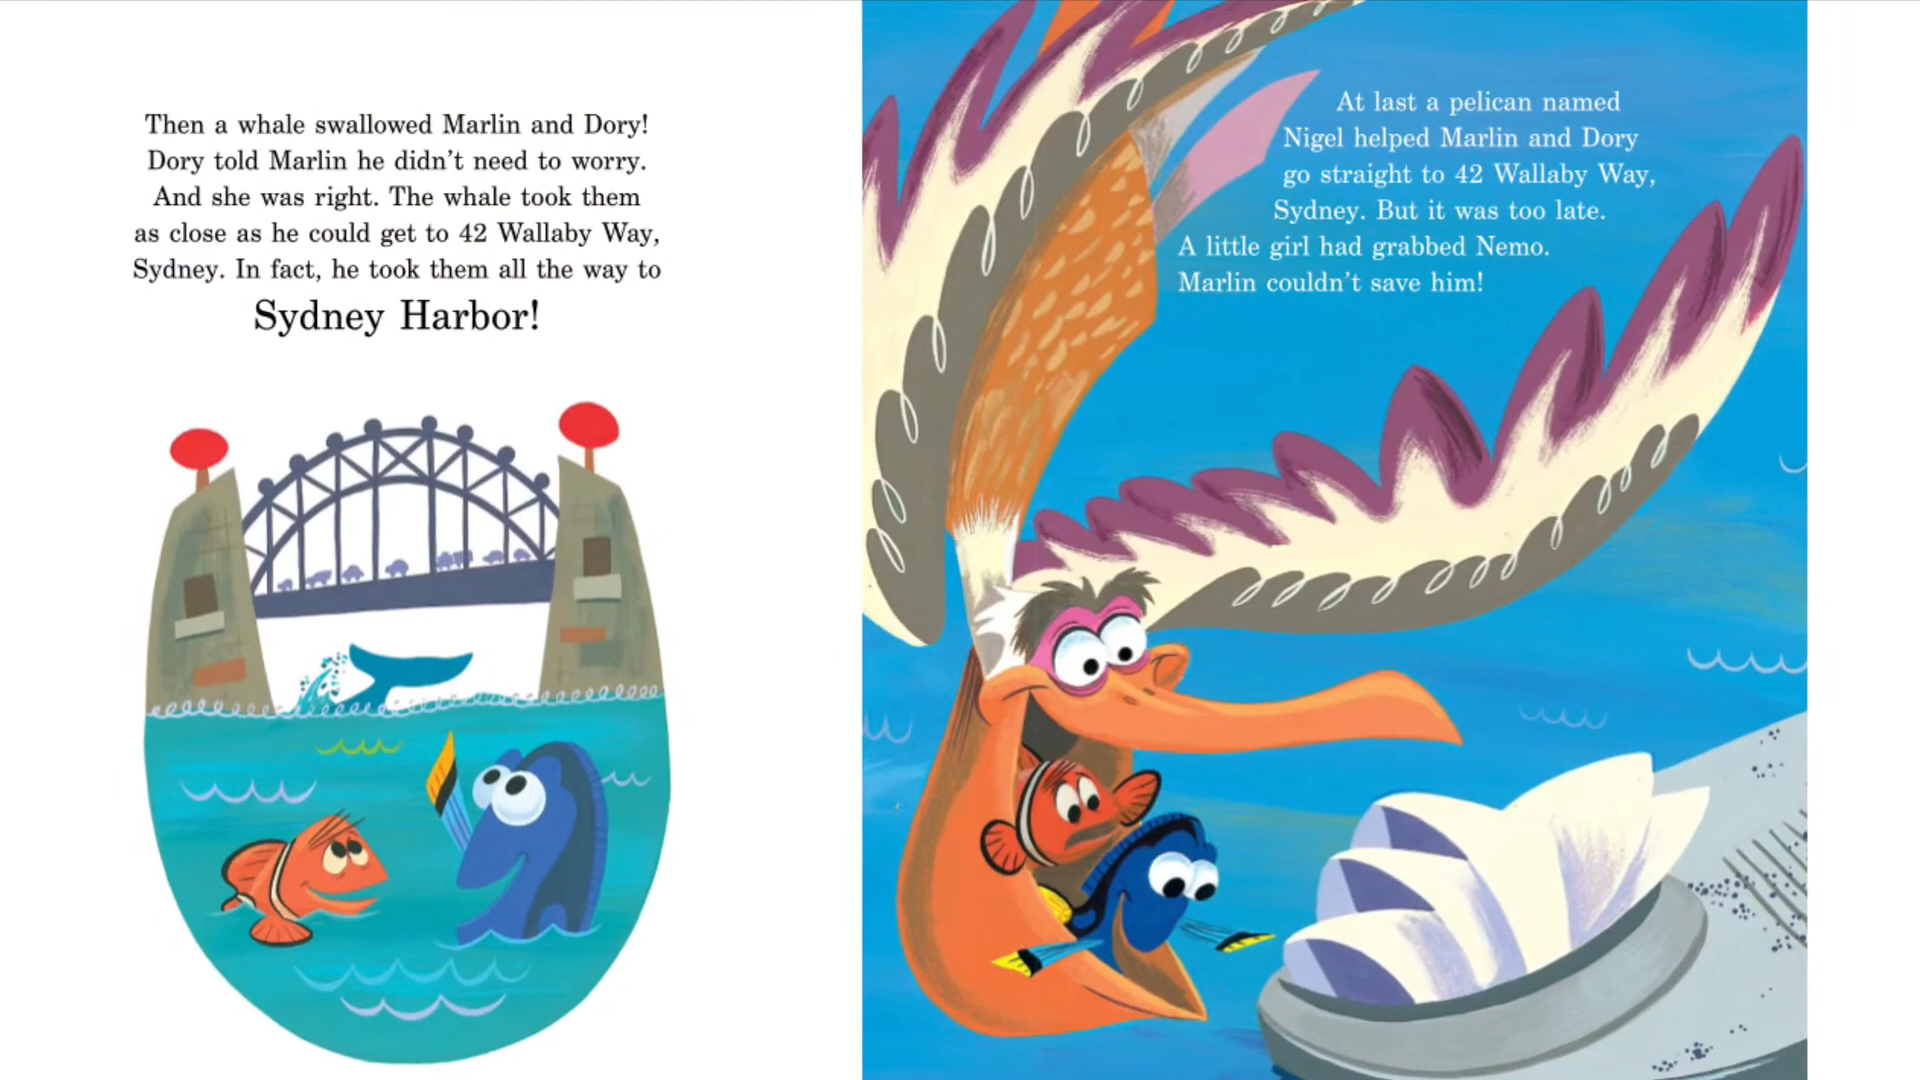 Then a whale swallowed Marlin and Dory!
Dory told Marlin he didn’t need to worry.
And she was right. The whale took them
as close as he could get to 42 Wallaby Way,
Sydney. In fact, he took them all the way to
Sydney Harbor!
At last a pelican named
Nigel helped Marlin and Dory
go straight to 42 Wallaby Way,
Sydney. But it was too late.
A little girl had grabbed Nemo.
Marlin couldn’t save him!